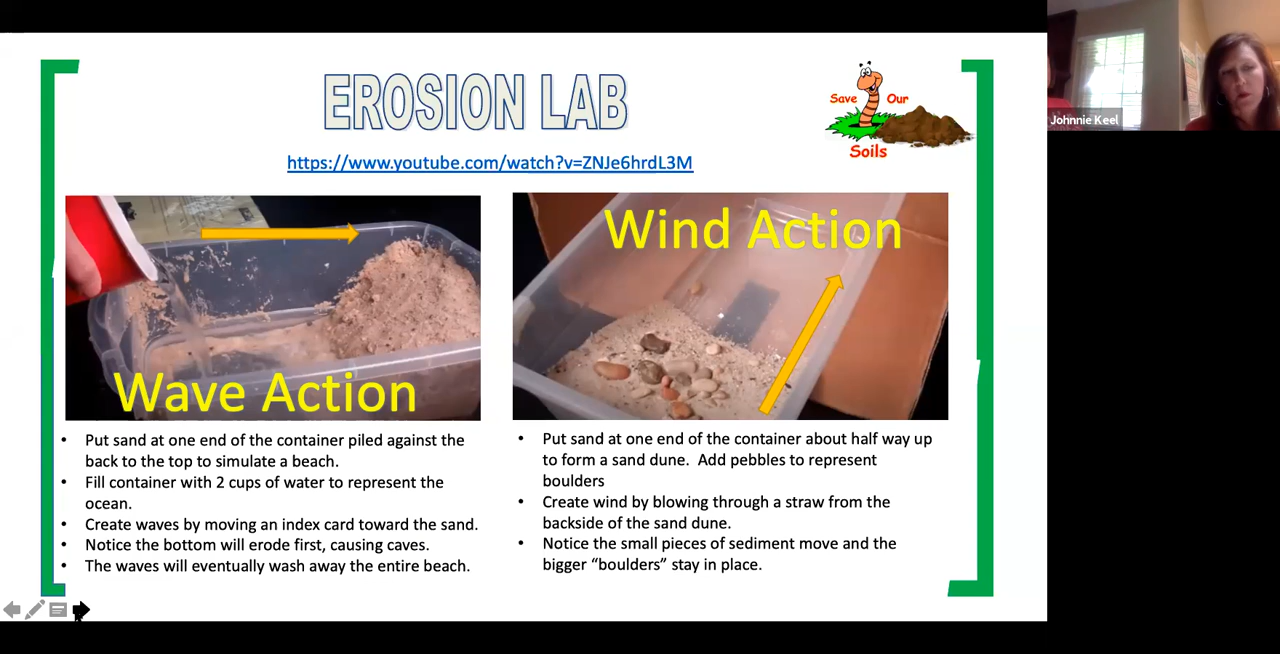 EROSION LAB
Save Our
Soils
https://www.youtube.com/watch?v=ZNJe6hrdL3M
Johnnie Keel
Wave Action
• Put sand at one end of the container piled against the
back to the top to simulate a beach.
• Fill container with 2 cups of water to represent the
ocean.
• Create waves by moving an index card toward the sand.
• Notice the bottom will erode first, causing caves.
• The waves will eventually wash away the entire beach.
Wind Action
• Put sand at one end of the container about half way up
to form a sand dune.  Add pebbles to represent
boulders
• Create wind by blowing through a straw from the
backside of the sand dune.
• Notice the small pieces of sediment move and the
bigger “boulders” stay in place.